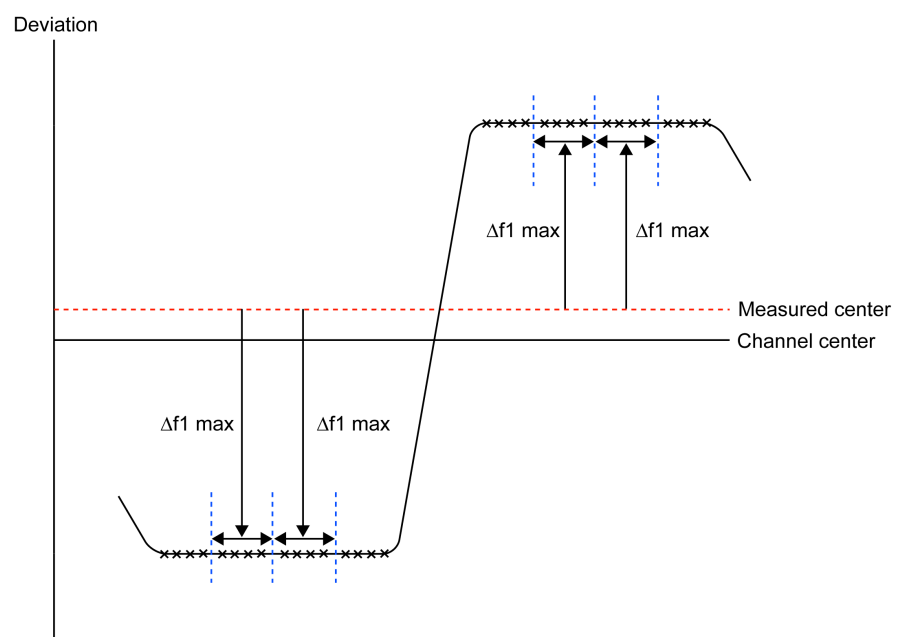 Deviation
Δf1 max
Δf1 max
Measured center
Channel center
Δf1 max
Δf1 max